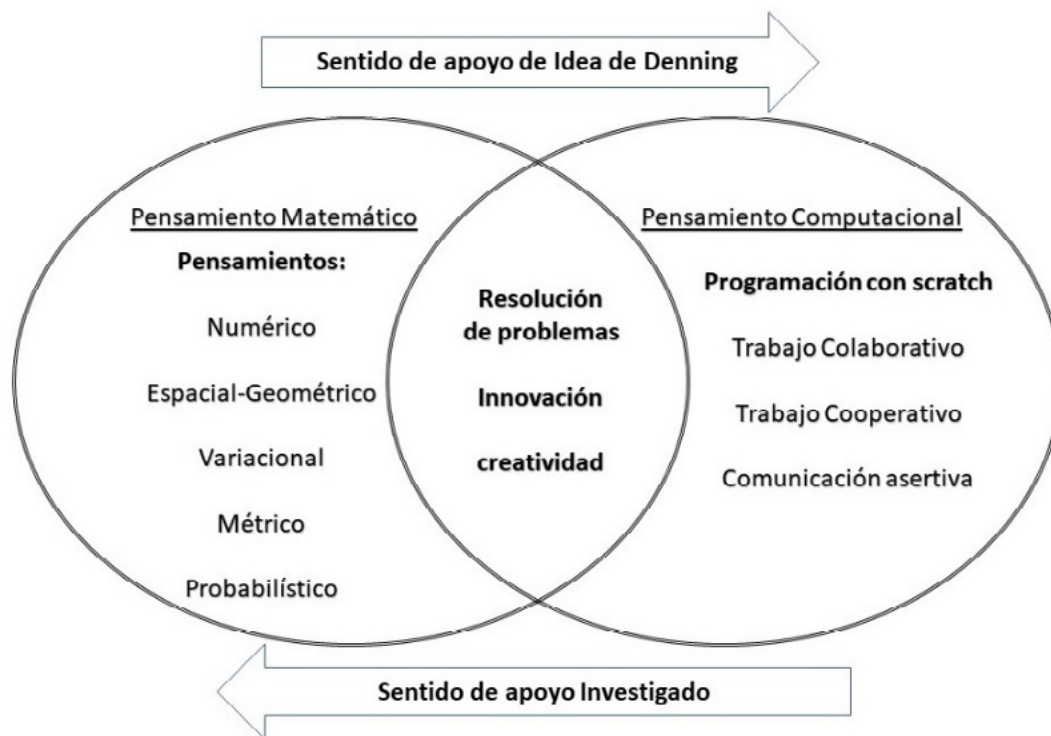 Sentido de apoyo de Idea de Denning
Pensamiento Matemático
Pensamientos:
Numérico
Espacial-Geométrico
Variacional
Métrico
Probabilístico
Resolución
de problemas
Innovación
creatividad
Pensamiento Computacional
Programación con scratch
Trabajo Colaborativo
Trabajo Cooperativo
Comunicación asertiva
Sentido de apoyo Investigado